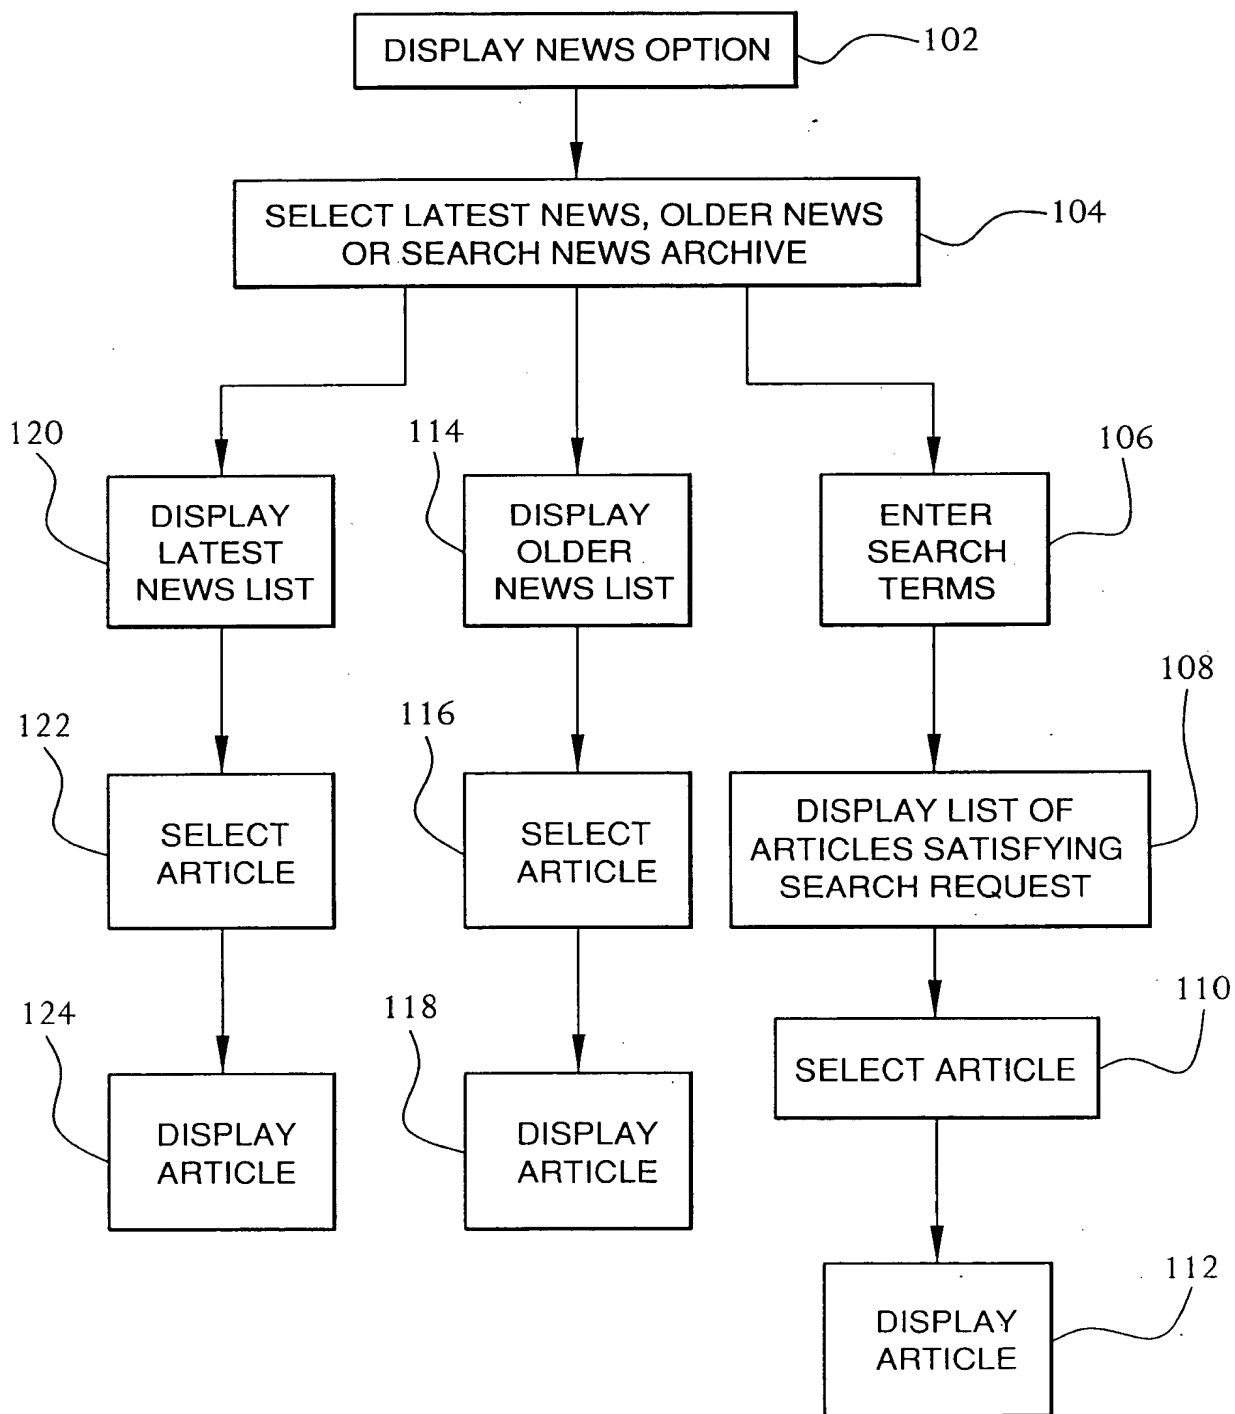 DISPLAY NEWS OPTION
102
SELECT LATEST NEWS, OLDER NEWS
OR SEARCH NEWS ARCHIVE
104
120
DISPLAY
LATEST
NEWS LIST
114
DISPLAY
OLDER
NEWS LIST
106
ENTER
SEARCH
TERMS
122
SELECT
ARTICLE
116
SELECT
ARTICLE
108
DISPLAY LIST OF
ARTICLES SATISFYING
SEARCH REQUEST
124
DISPLAY
ARTICLE
118
DISPLAY
ARTICLE
110
SELECT ARTICLE
112
DISPLAY
ARTICLE